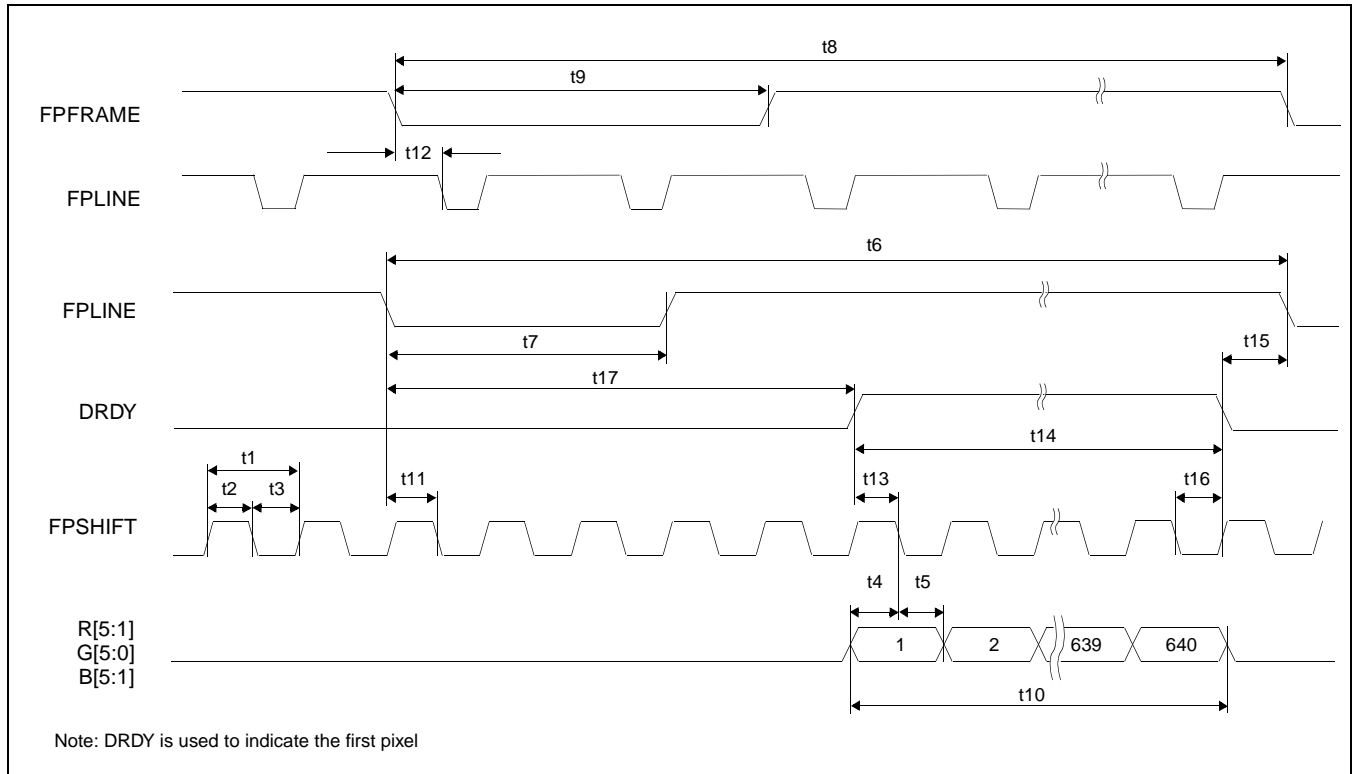 t8
t9
FPFRAME
t12
FPLINE
t6
FPLINE
t7
t15
t17
DRDY
t14
t1
t11
t13
t16
t2 t3
FPSHIFT
t4 t5
R[5:1]
G[5:0]
B[5:1]
1 2 639 640
t10
Note: DRDY is used to indicate the first pixel